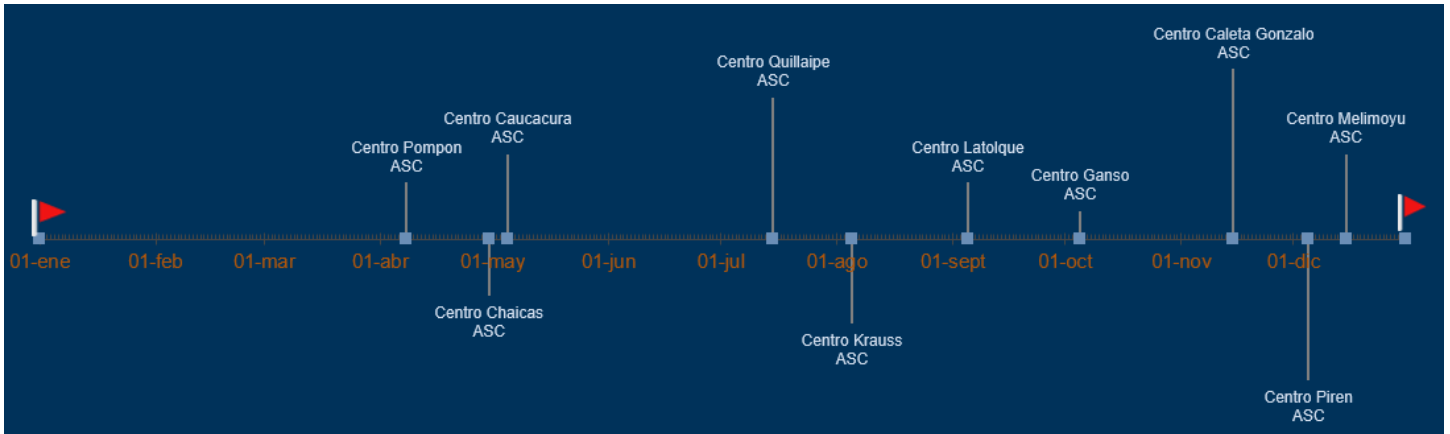 Centro Caleta Gonzalo
ASC
Centro Quillaipe
ASC
Centro Caucacura
ASC
Centro Melimoyu
ASC
Centro Pompon
ASC
Centro Latolque
ASC
Centro Ganso
ASC
01-ene 01-feb 01-mar 01-abr 01-may 01-jun 01-jul 01-ago 01-sept 01-oct 01-nov 01-dic
Centro Chaicas
ASC
Centro Krauss
ASC
Centro Piren
ASC